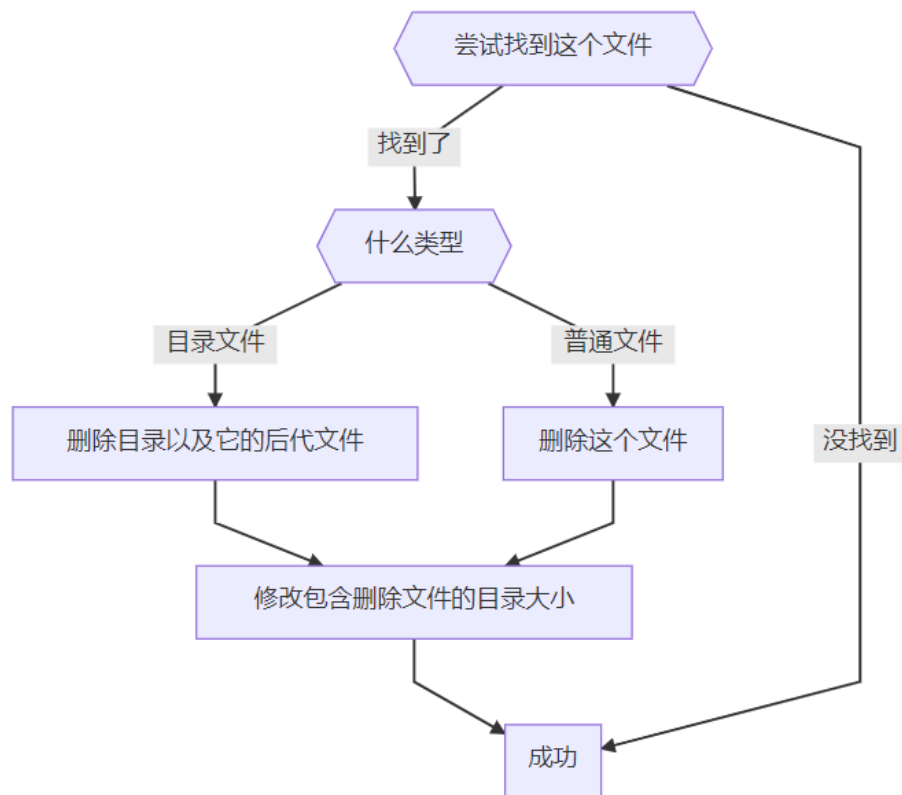 尝试找到这个文件
找到了
什么类型
目录文件
普通文件
删除目录以及它的后代文件
删除这个文件
没找到
修改包含删除文件的目录大小
成功